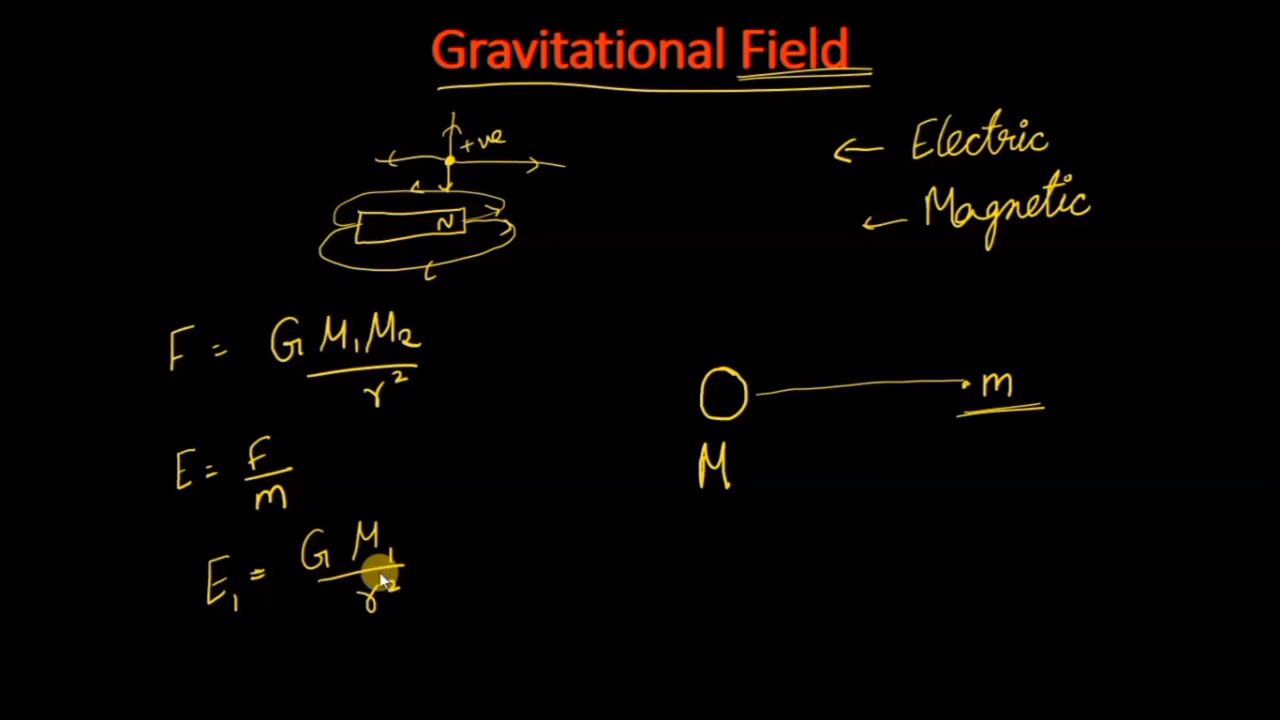 Gravitational Field
+ve
N
← Electric
← Magnetic
F = G M₁M₂ / r²
m
M
E = F / m
E₁ = G M₁ / r²